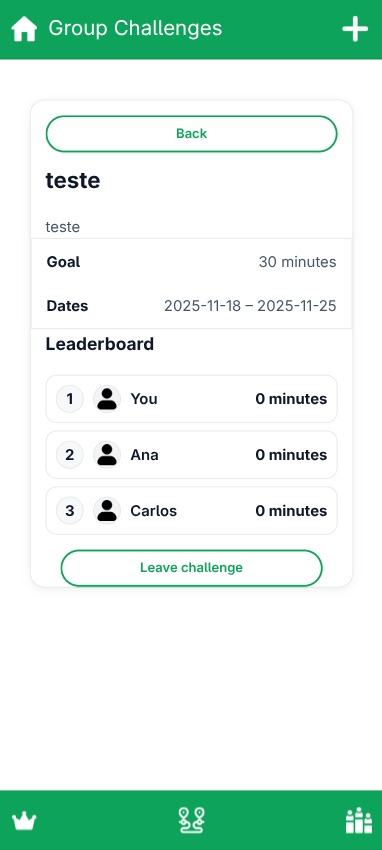 Group Challenges
Back
teste
teste
Goal 30 minutes
Dates 2025-11-18 – 2025-11-25
Leaderboard
1 You 0 minutes
2 Ana 0 minutes
3 Carlos 0 minutes
Leave challenge